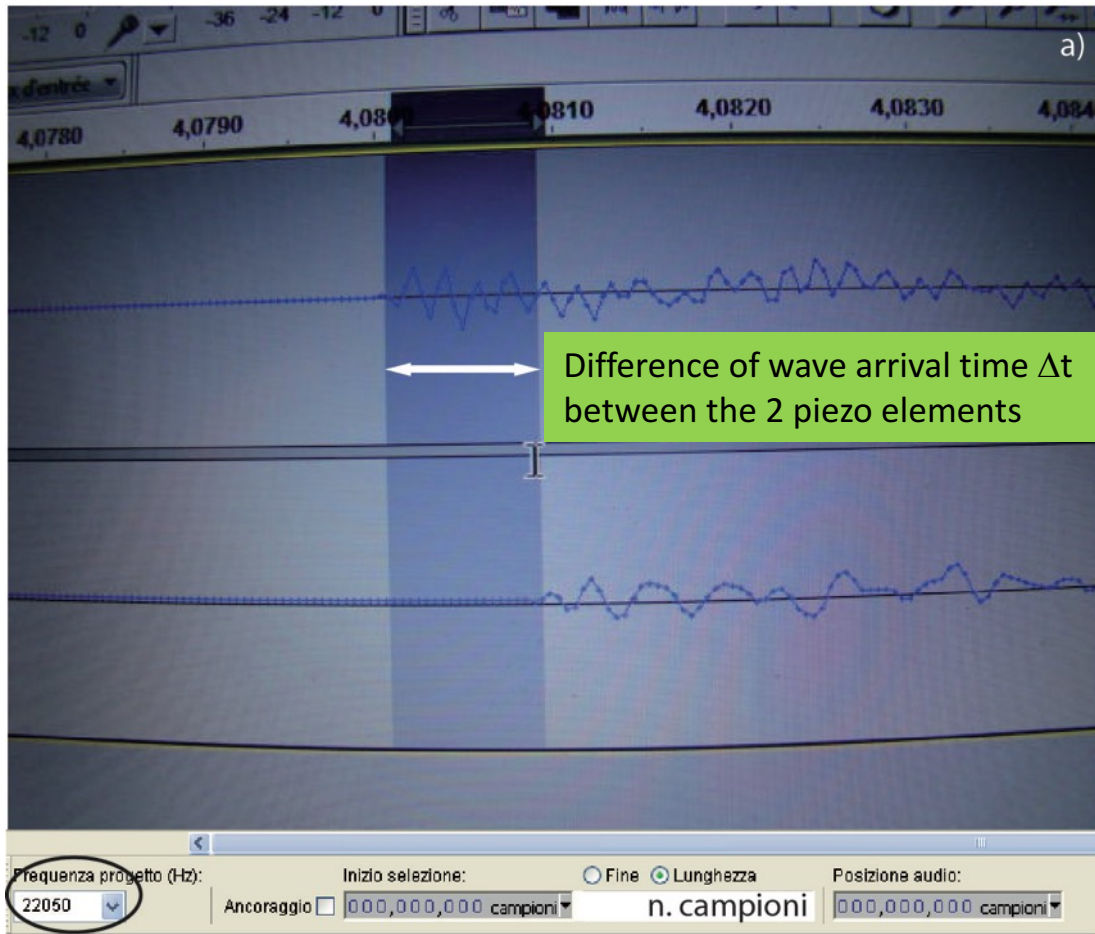 -12 0 -36 -24 -12 0
a)
d'entrée
4,0780 4,0790 4,0810 4,0820 4,0830
Difference of wave arrival time Δt
between the 2 piezo elements
Frequenza progetto (Hz): Inizio selezione: Fine Lunghezza Posizione audio:
22050 Ancoraggio 000,000,000 campioni n. campioni 000,000,000 campioni